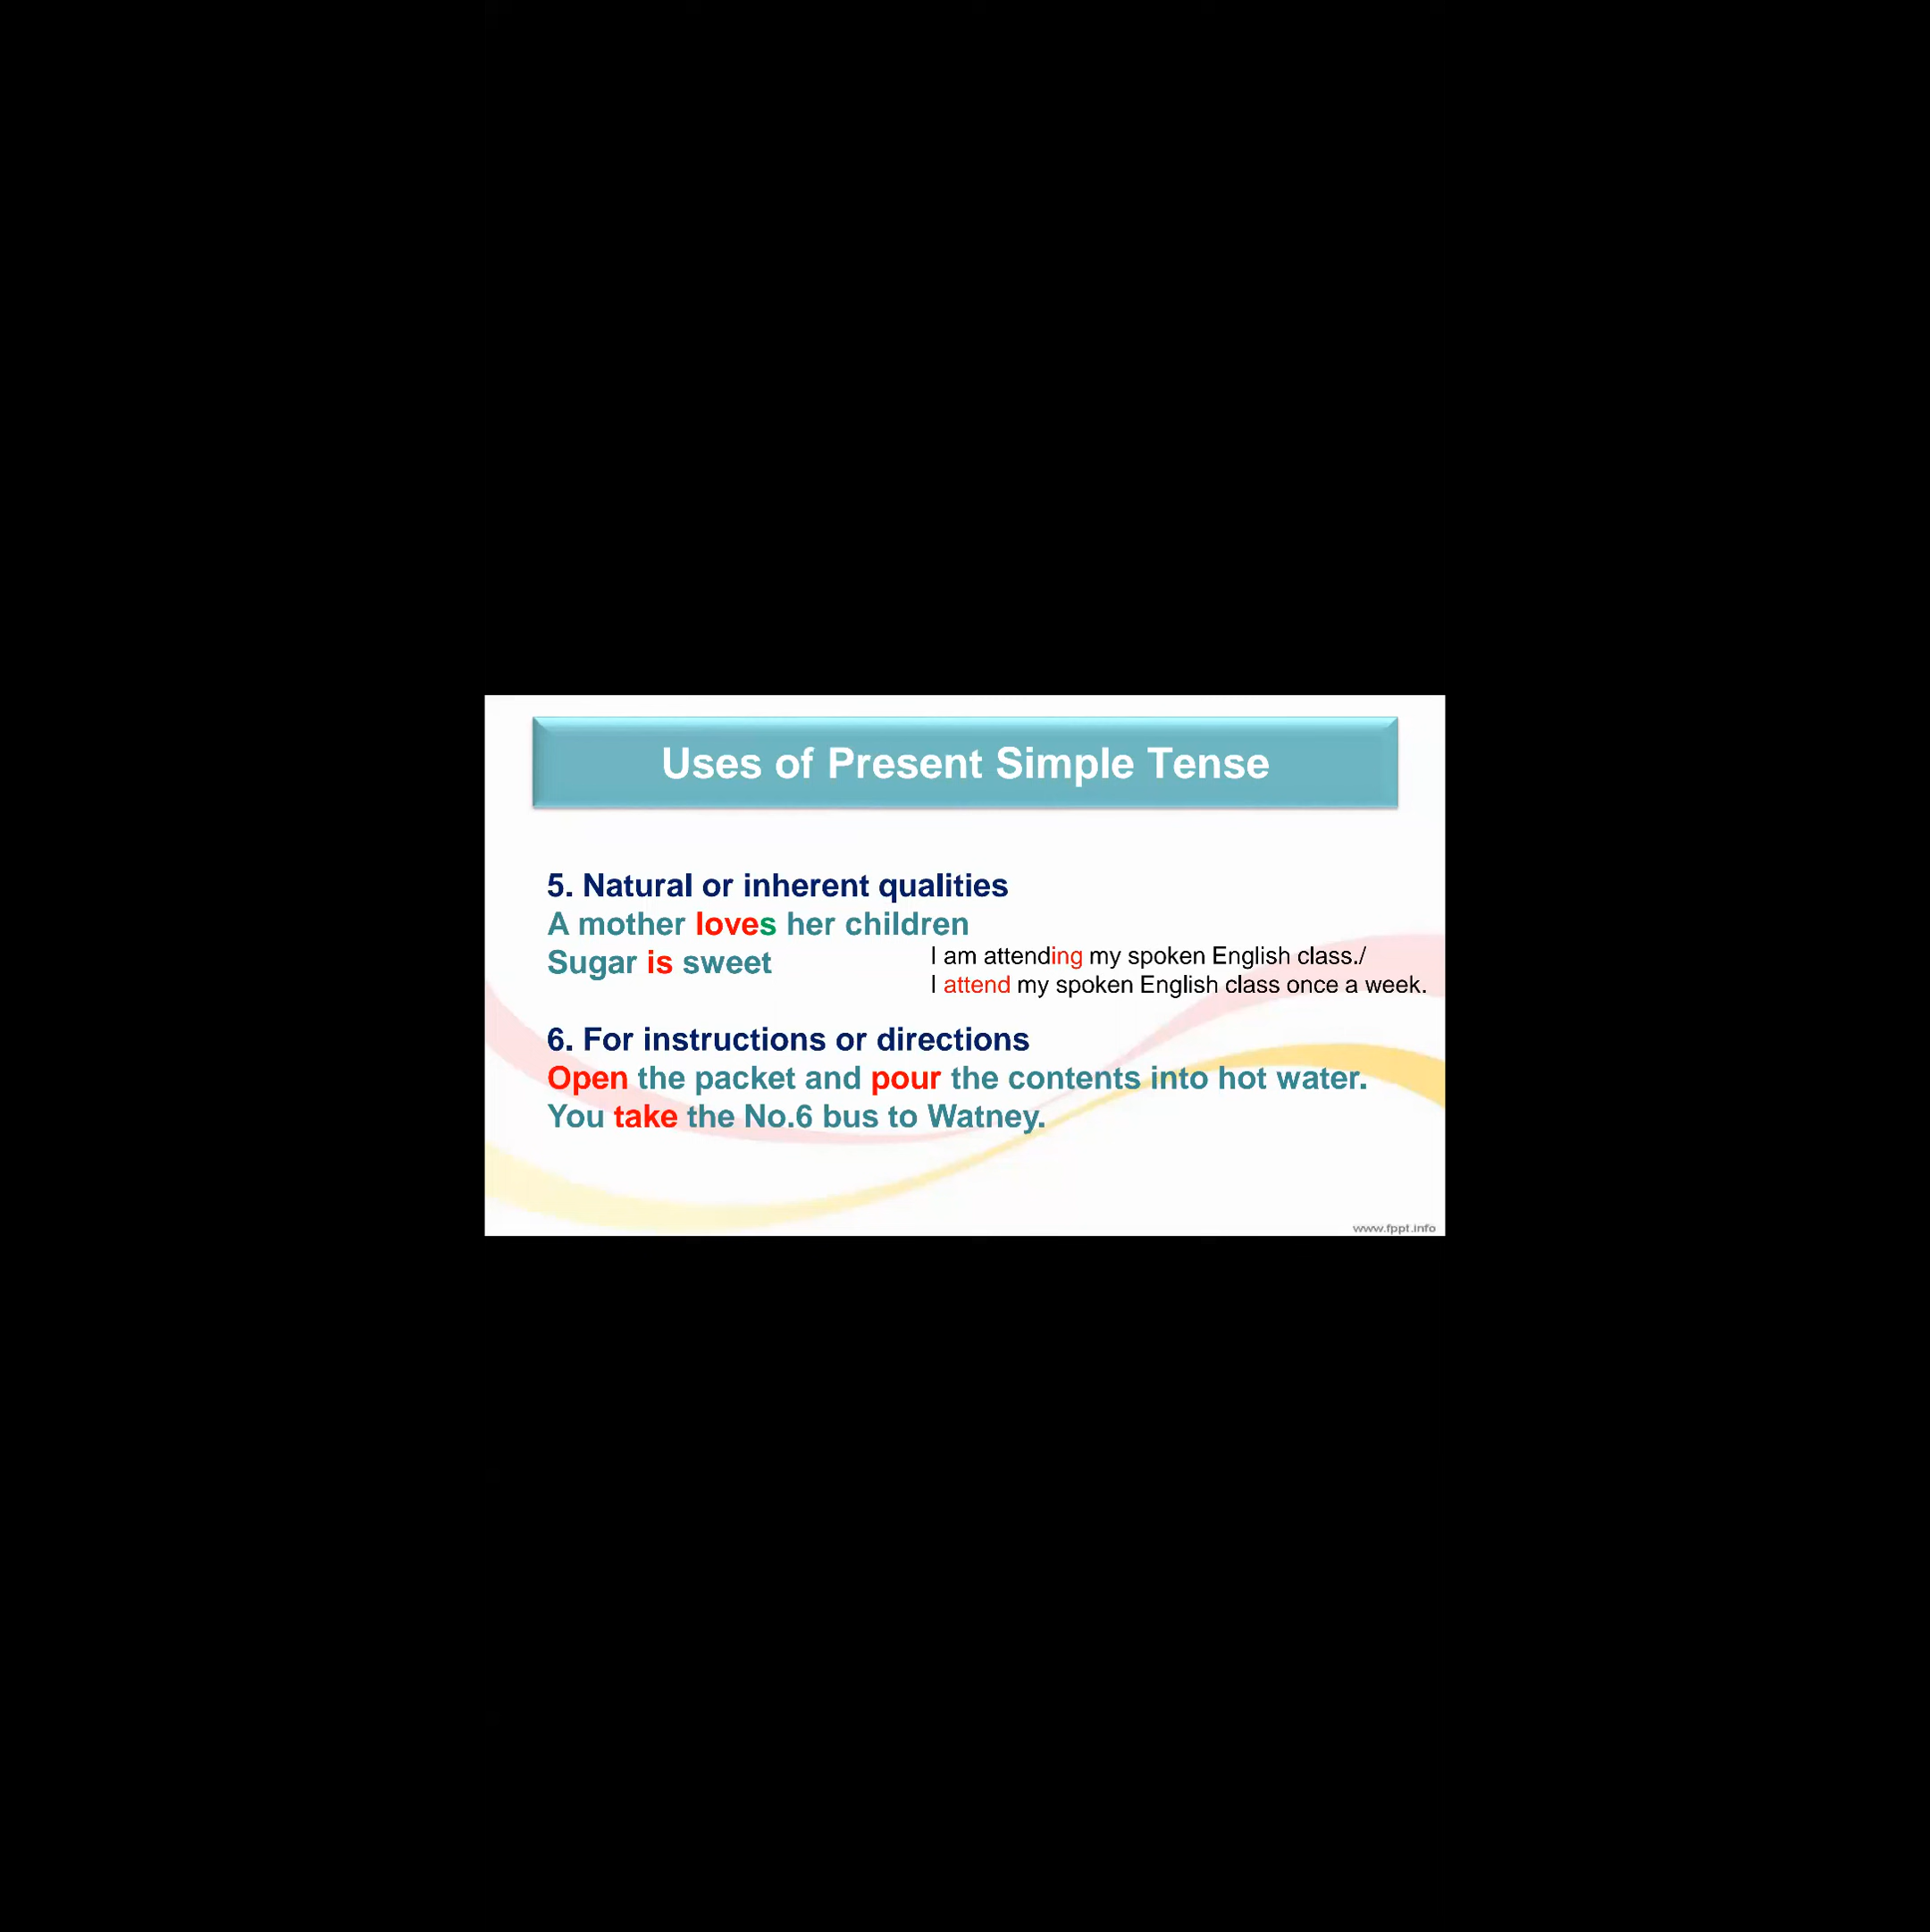 Uses of Present Simple Tense
5. Natural or inherent qualities
A mother loves her children
Sugar is sweet
I am attending my spoken English class./
I attend my spoken English class once a week.
6. For instructions or directions
Open the packet and pour the contents into hot water.
You take the No.6 bus to Watney.
www.fppt.info